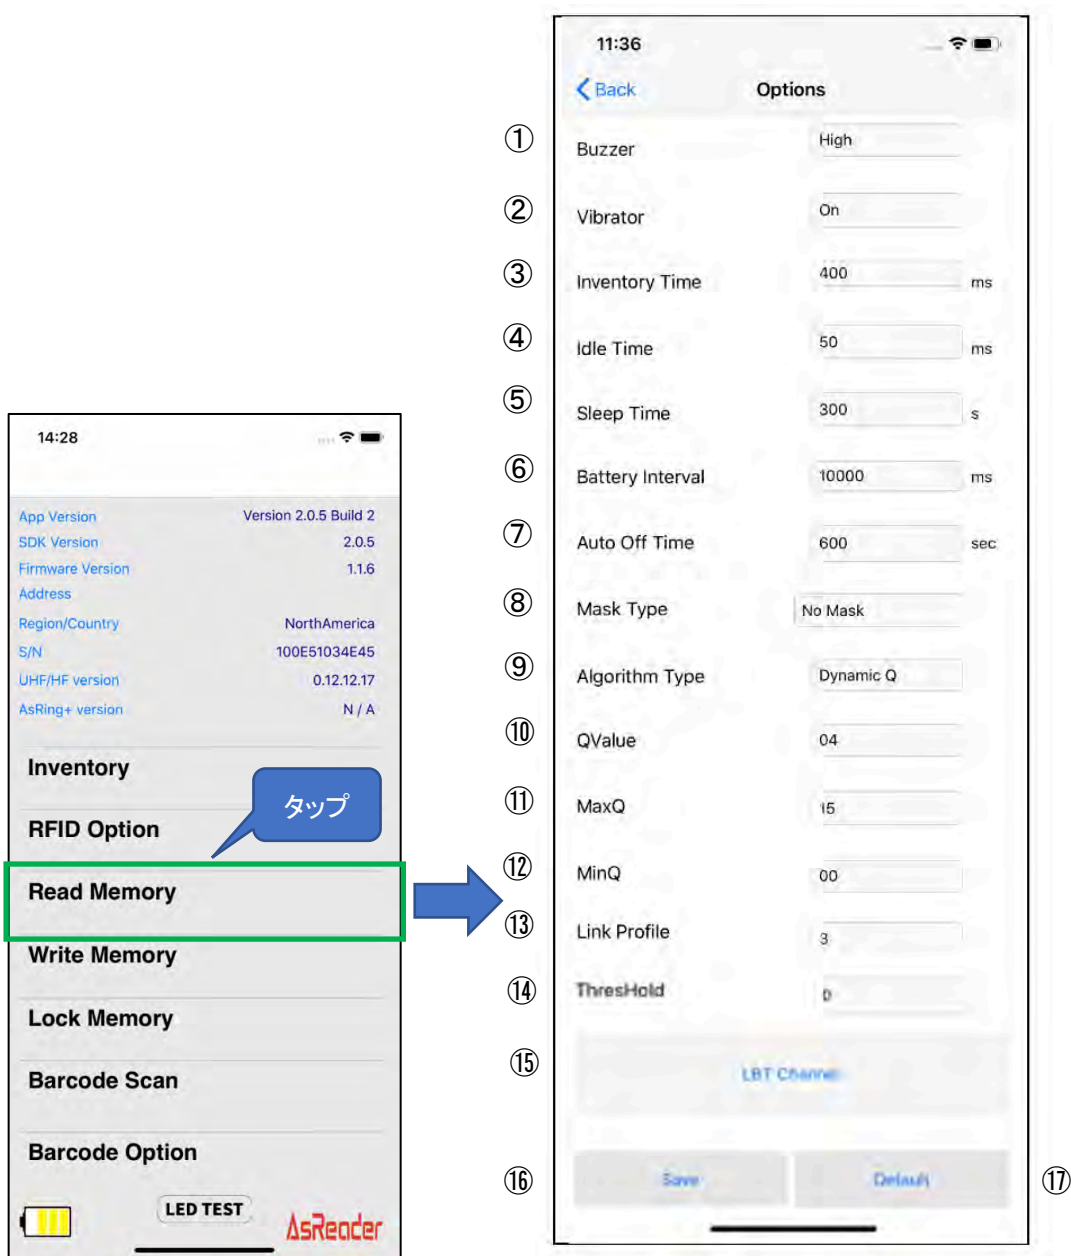 14:28
App Version Version 2.0.5 Build 2
SDK Version 2.0.5
Firmware Version 1.1.6
Address
Region/Country NorthAmerica
S/N 100E51034E45
UHF/HF version 0.12.12.17
AsRing+ version N / A
Inventory
RFID Option
タップ
Read Memory
Write Memory
Lock Memory
Barcode Scan
Barcode Option
LED TEST
AsReader
11:36
Back Options
① Buzzer High
② Vibrator On
③ Inventory Time 400 ms
④ Idle Time 50 ms
⑤ Sleep Time 300 s
⑥ Battery Interval 10000 ms
⑦ Auto Off Time 600 sec
⑧ Mask Type No Mask
⑨ Algorithm Type Dynamic Q
⑩ QValue 04
⑪ MaxQ 15
⑫ MinQ 00
⑬ Link Profile 3
⑭ ThresHold 0
⑮ LBT Channel
⑯ Save Default ⑰